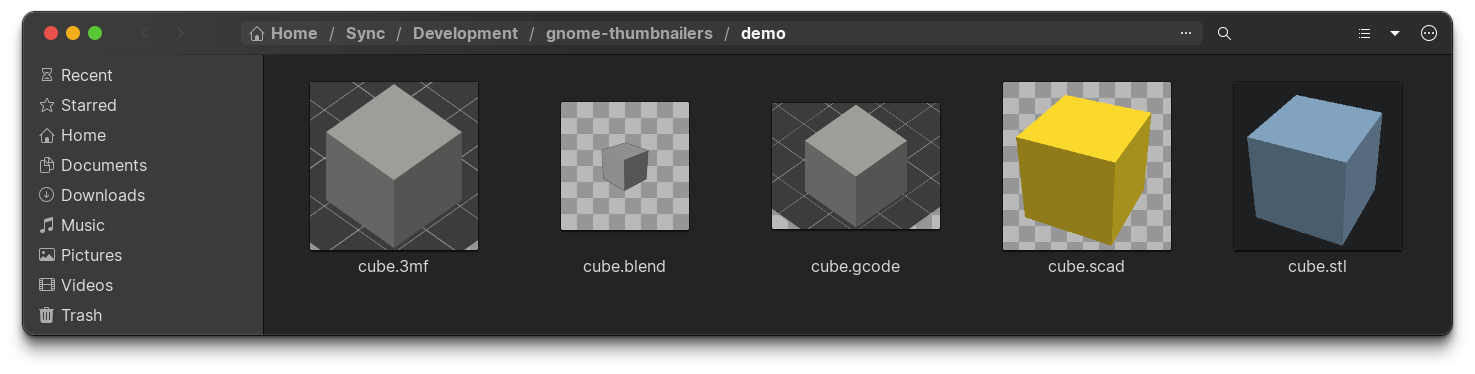 Home / Sync / Development / gnome-thumbnailers / demo
Recent
Starred
Home
Documents
Downloads
Music
Pictures
Videos
Trash
cube.3mf cube.blend cube.gcode cube.scad cube.stl